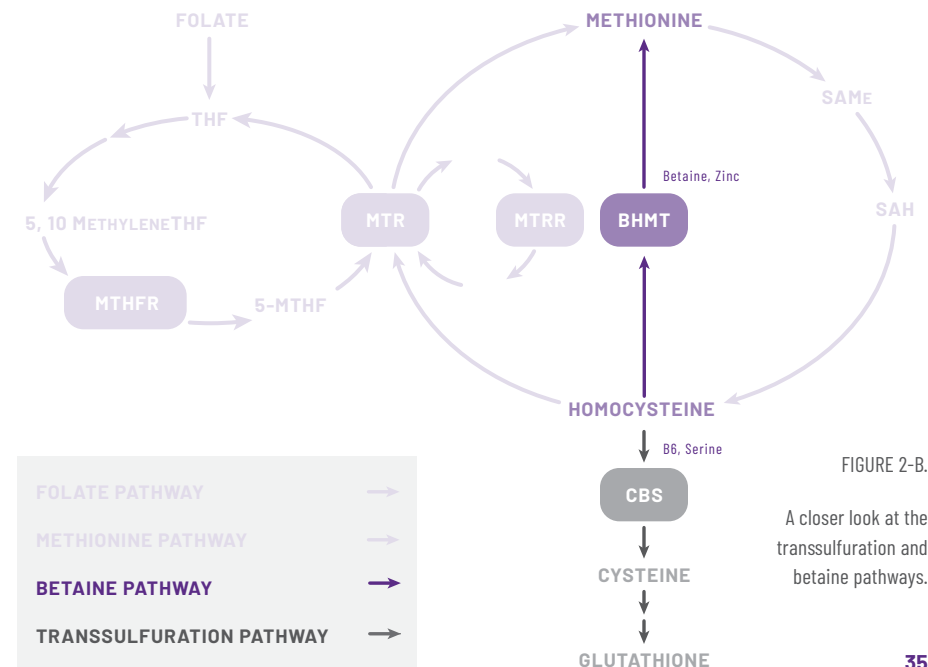 FOLATE
METHIONINE
SAME
THF
Betaine, Zinc
5, 10 METHYLENETHF
MTR
MTRR
BHMT
SAH
MTHFR
5-MTHF
HOMOCYSTEINE
B6, Serine
CBS
CYSTEINE
GLUTATHIONE
FOLATE PATHWAY
METHIONINE PATHWAY
BETAINE PATHWAY
TRANSSULFURATION PATHWAY
FIGURE 2-B.
A closer look at the
transsulfuration and
betaine pathways.
35